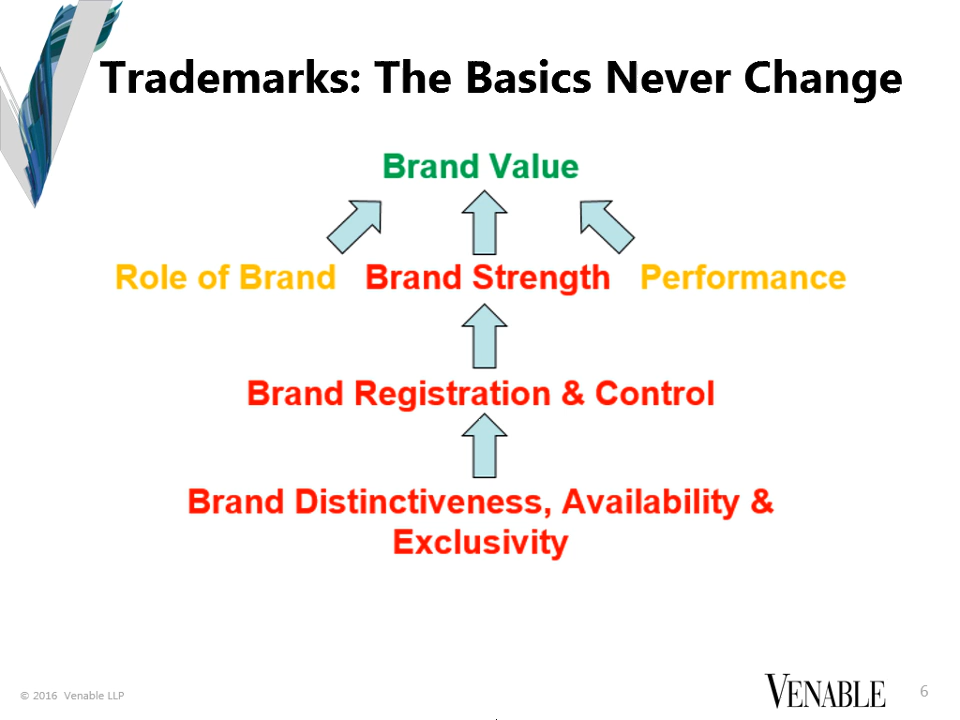 Trademarks: The Basics Never Change
Brand Value
Role of Brand Brand Strength Performance
Brand Registration & Control
Brand Distinctiveness, Availability &
Exclusivity
© 2016 Venable LLP
VENABLE
6